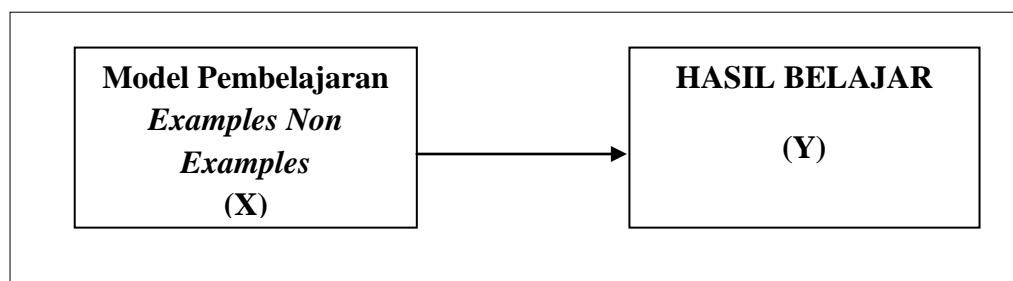 Model Pembelajaran
Examples Non
Examples
(X)
HASIL BELAJAR
(Y)